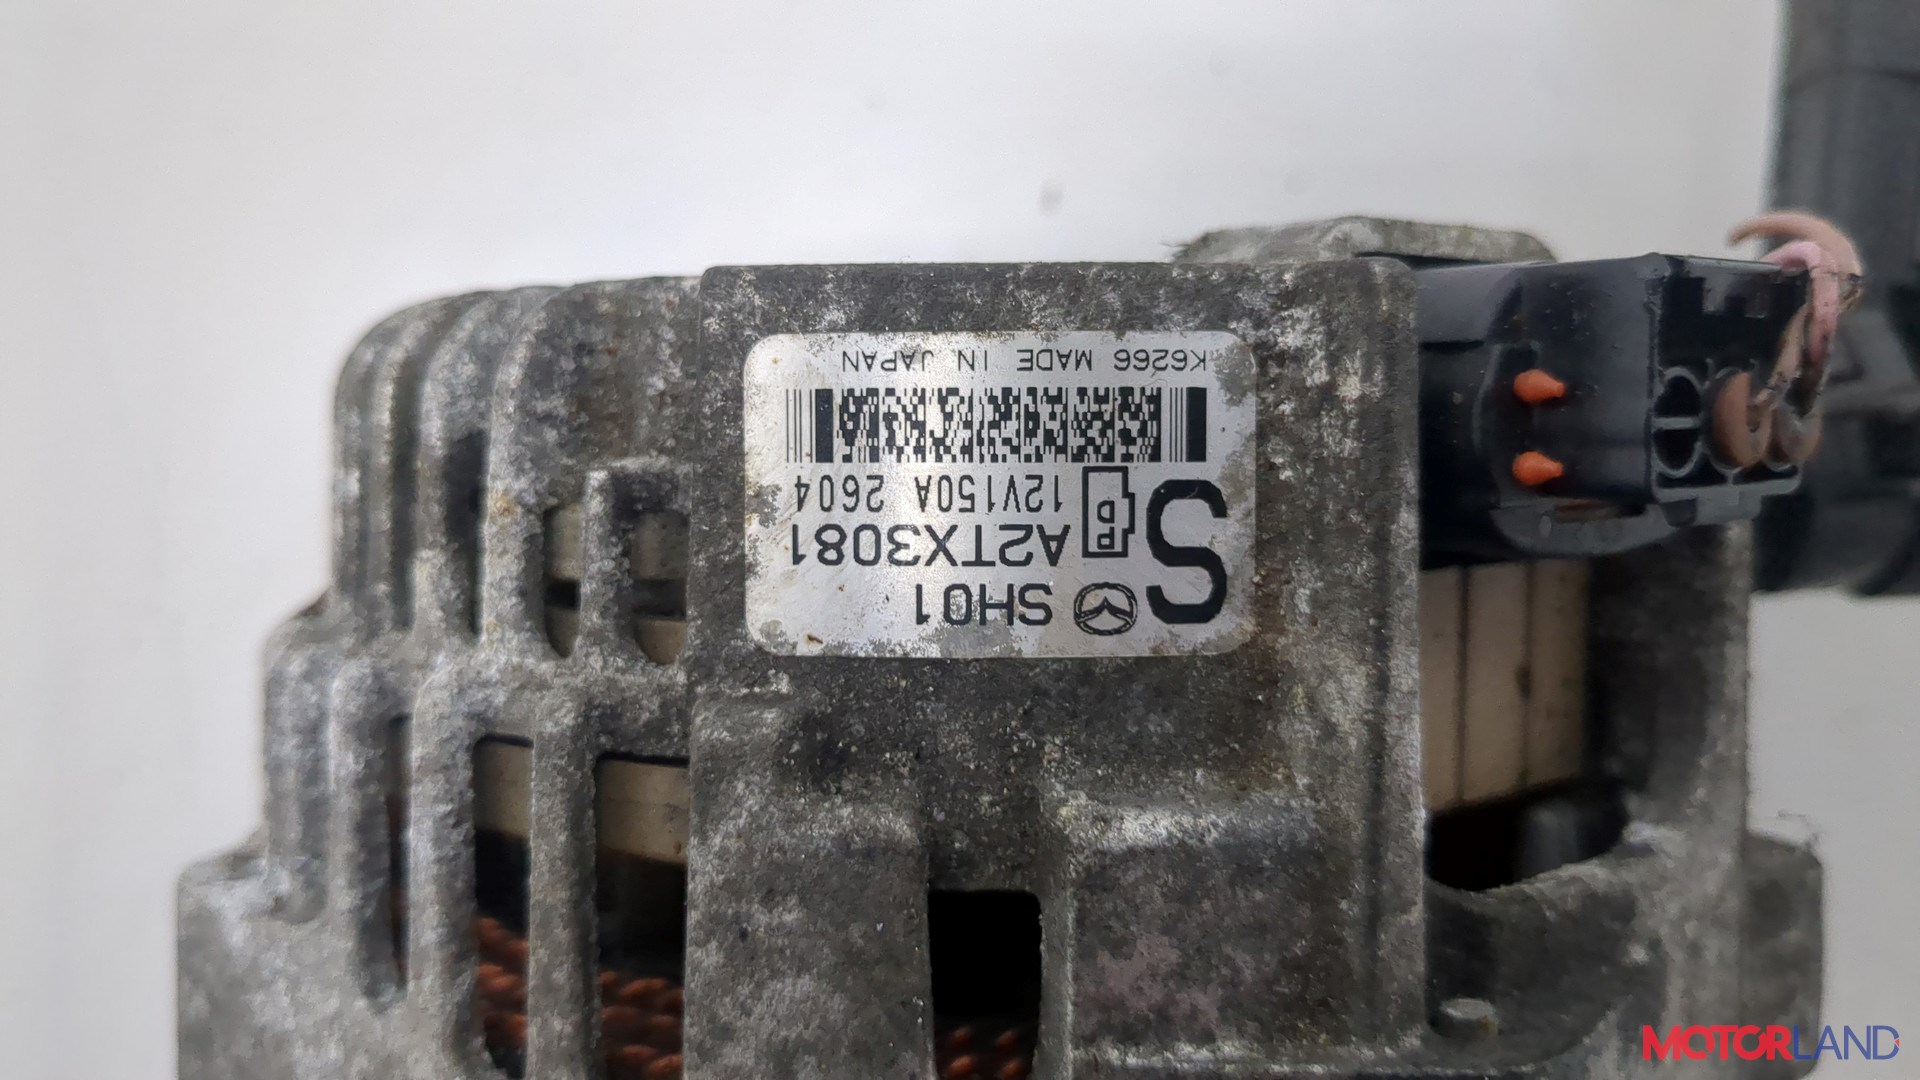 SH01
A2TX3081
S
P
D
12V150A 2604
K6266 MADE IN JAPAN
MOTORLAND